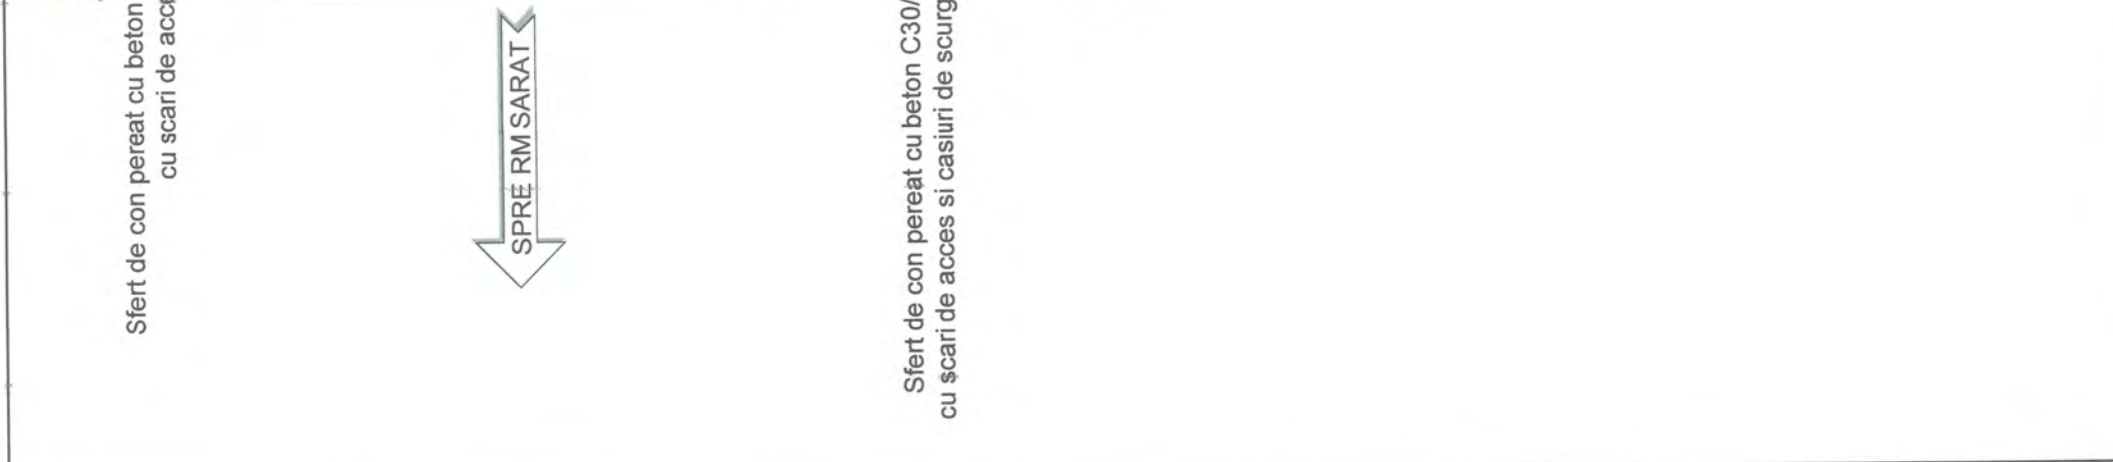 Sfert de con pereat cu beton
cu scari de acce
SPRE RM SARAT
Sfert de con pereat cu beton C30/
cu scari de acces si casiuri de scurg